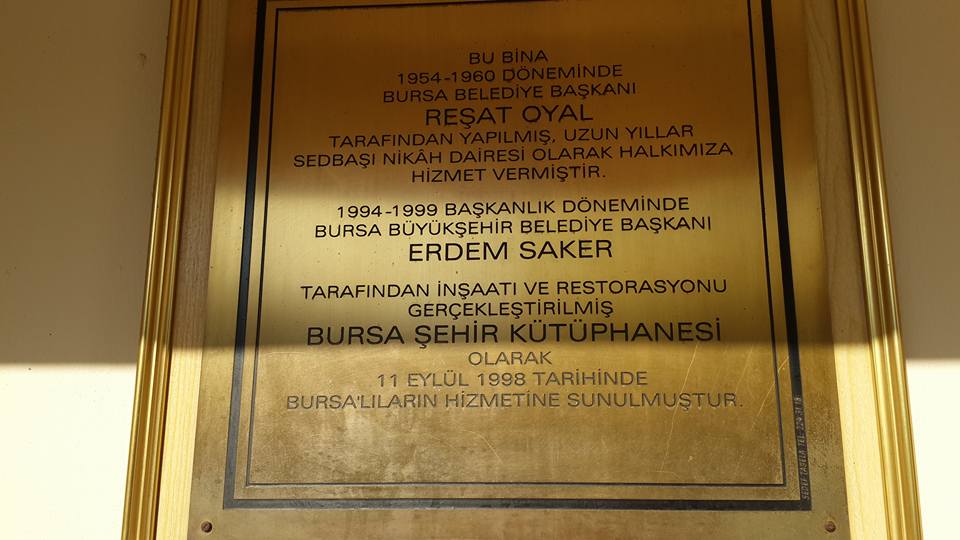 BU BİNA
1954-1960 DÖNEMİNDE
BURSA BELEDİYE BAŞKANI
REŞAT OYAL
TARAFINDAN YAPILMIŞ, UZUN YILLAR
SEDBAŞI NİKÂH DAİRESİ OLARAK HALKIMIZA
HİZMET VERMİŞTİR.
1994-1999 BAŞKANLIK DÖNEMİNDE
BURSA BÜYÜKŞEHİR BELEDİYE BAŞKANI
ERDEM SAKER
TARAFINDAN İNŞAATI VE RESTORASYONU
GERÇEKLEŞTİRİLMİŞ
BURSA ŞEHİR KÜTÜPHANESİ
OLARAK
11 EYLÜL 1998 TARİHİNDE
BURSA'LILARIN HİZMETİNE SUNULMUŞTUR.
SEDEF TABELA TEL: